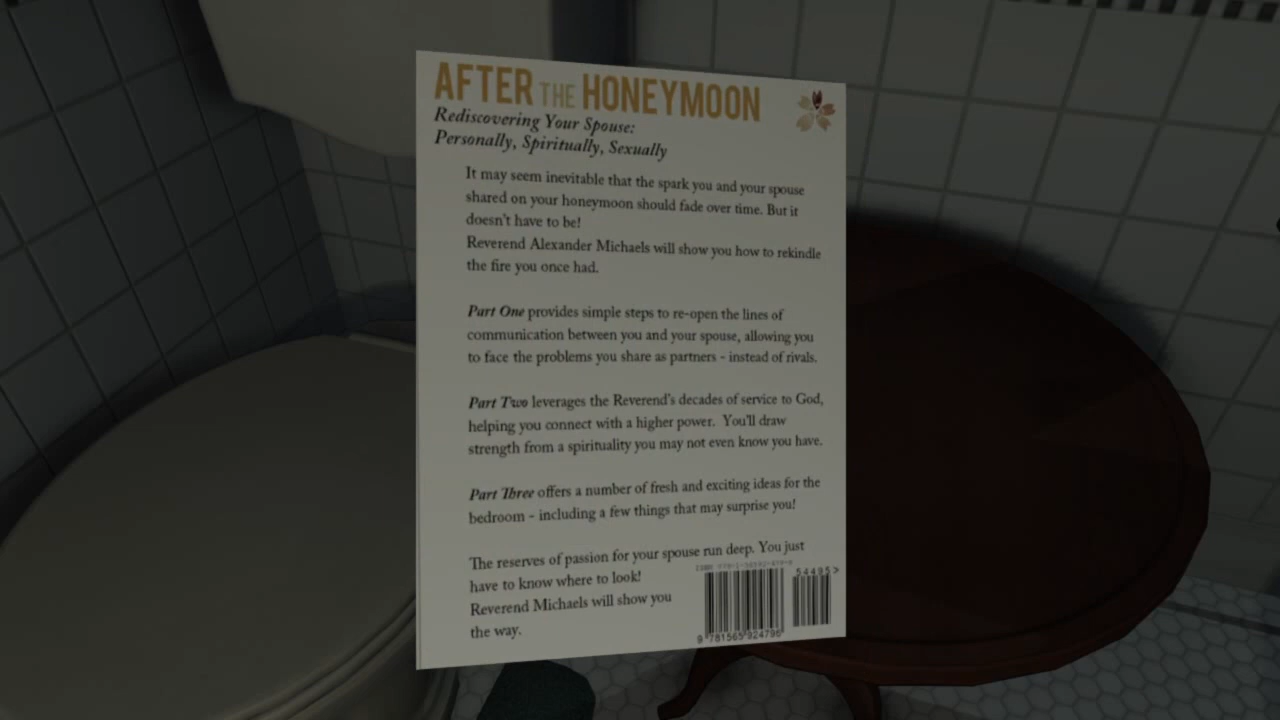 AFTER THE HONEYMOON
Rediscovering Your Spouse:
Personally, Spiritually, Sexually
It may seem inevitable that the spark you and your spouse
shared on your honeymoon should fade over time. But it
doesn't have to be!
Reverend Alexander Michaels will show you how to rekindle
the fire you once had.
Part One provides simple steps to re-open the lines of
communication between you and your spouse, allowing you
to face the problems you share as partners - instead of rivals.
Part Two leverages the Reverend's decades of service to God,
helping you connect with a higher power. You'll draw
strength from a spirituality you may not even know you have.
Part Three offers a number of fresh and exciting ideas for the
bedroom - including a few things that may surprise you!
The reserves of passion for your spouse run deep. You just
have to know where to look!
Reverend Michaels will show you
the way.
ISBN
54495>
9 781565 924796